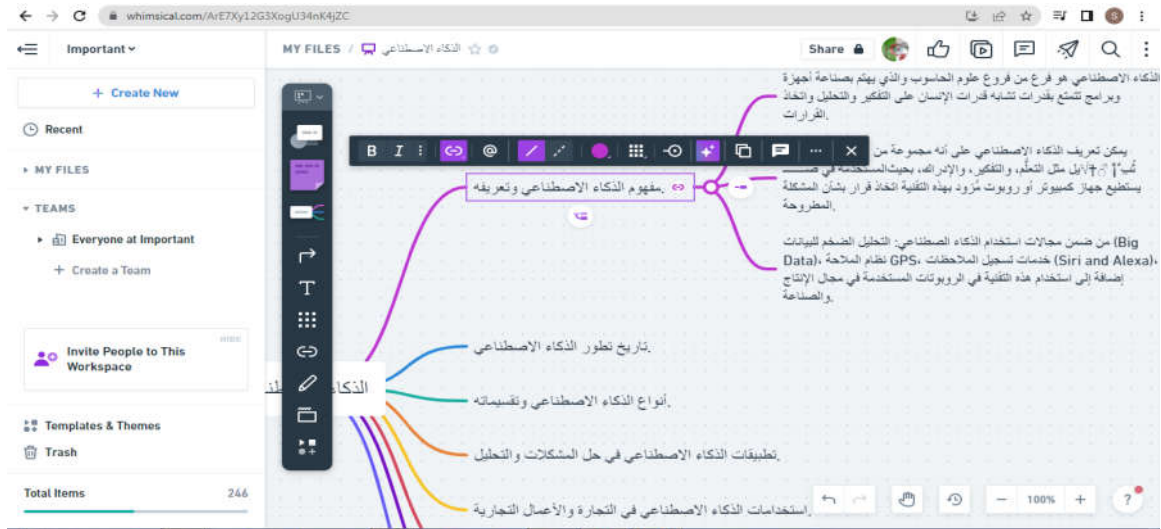 whimsical.com/ArE7Xy12G3XogU34nK4jZC
S
Important
MY FILES / الذكاء الاصطناعي
Share
+ Create New
Recent
MY FILES
TEAMS
Everyone at Important
+ Create a Team
Invite People to This
Workspace
Templates & Themes
Trash
Total Items 246
B I
T
الذكاء الاصطناعي هو فرع من فروع علوم الحاسوب والذي يهتم بصناعة أجهزة
وبرامج تتمتع بقدرات تشابه قدرات الإنسان على التفكير والتحليل واتخاذ
.القرارات
يمكن تعريف الذكاء الاصطناعي على أنه مجموعة من
مثل التعلُّم، والتفكير، والإدراك، بحيث المستخدمة في
يستطيع جهاز كمبيوتر أو روبوت مُزود بهذه التقنية اتخاذ قرار بشأن المشكلة
.المطروحة
.مفهوم الذكاء الاصطناعي وتعريفه
من ضمن مجالات استخدام الذكاء الصطناعي: التحليل الضخم للبيانات (Big
Data)، نظام الملاحة GPS، خدمات تسجيل الملاحظات (Siri and Alexa)،
إضافة إلى استخدام هذه التقنية في الروبوتات المستخدمة في مجال الإنتاج
.والصناعة
.تاريخ تطور الذكاء الاصطناعي
.أنواع الذكاء الاصطناعي وتقسيماته
.تطبيقات الذكاء الاصطناعي في حل المشكلات والتحليل
.استخدامات الذكاء الاصطناعي في التجارة والأعمال التجارية
− 100% + ?